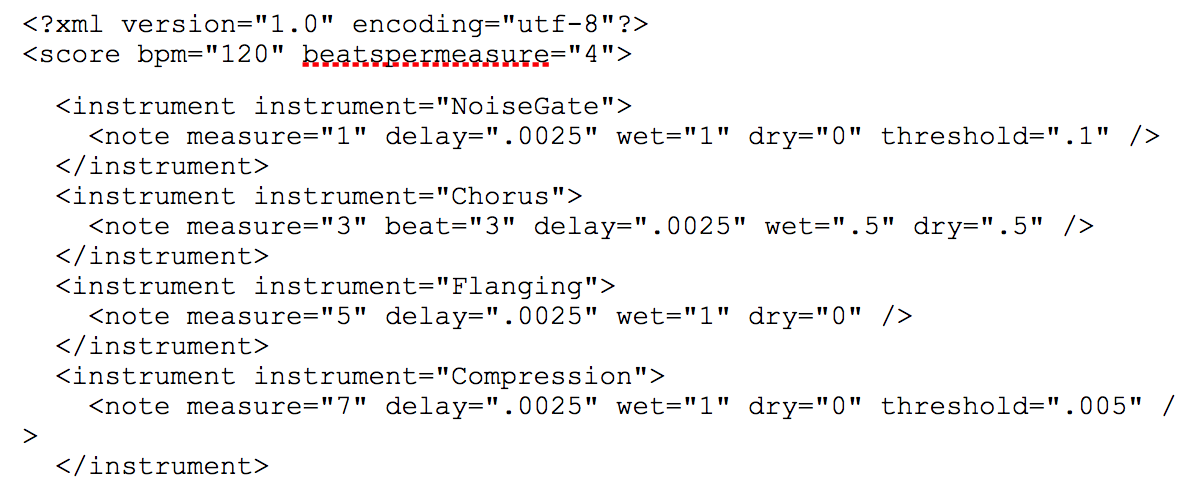 <?xml version="1.0" encoding="utf-8"?>
<score bpm="120" beatspermeasure="4">
  <instrument instrument="NoiseGate">
    <note measure="1" delay=".0025" wet="1" dry="0" threshold=".1" />
  </instrument>
  <instrument instrument="Chorus">
    <note measure="3" beat="3" delay=".0025" wet=".5" dry=".5" />
  </instrument>
  <instrument instrument="Flanging">
    <note measure="5" delay=".0025" wet="1" dry="0" />
  </instrument>
  <instrument instrument="Compression">
    <note measure="7" delay=".0025" wet="1" dry="0" threshold=".005" /
>
  </instrument>